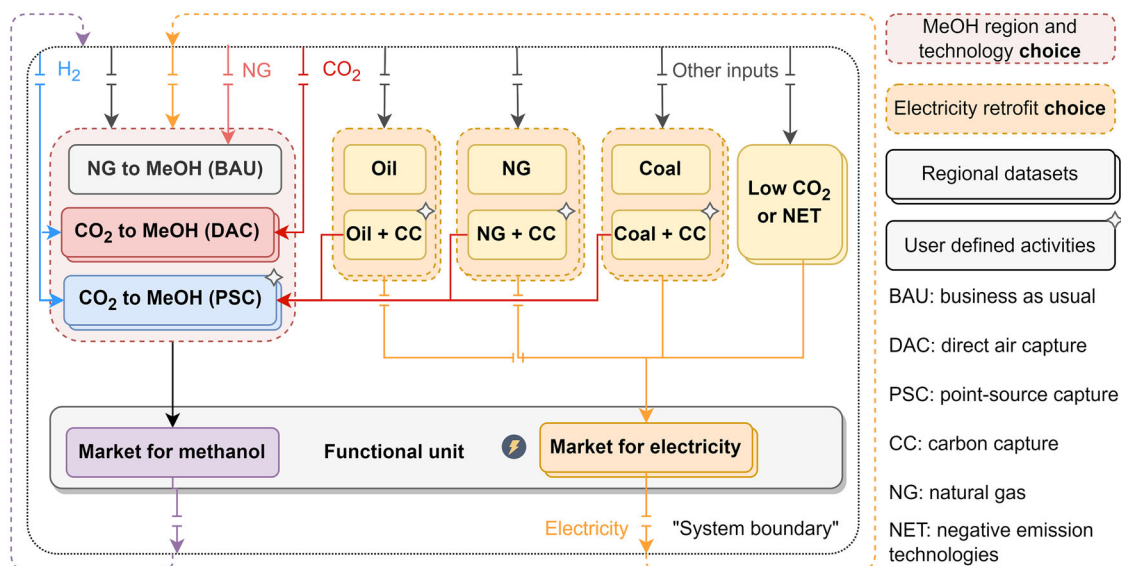 H2
NG
CO2
Other inputs
NG to MeOH (BAU)
CO2 to MeOH (DAC)
CO2 to MeOH (PSC)
Oil
Oil + CC
NG
NG + CC
Coal
Coal + CC
Low CO2
or NET
Market for methanol
Functional unit
Market for electricity
Electricity
"System boundary"
MeOH region and
technology choice
Electricity retrofit choice
Regional datasets
User defined activities
BAU: business as usual
DAC: direct air capture
PSC: point-source capture
CC: carbon capture
NG: natural gas
NET: negative emission
technologies